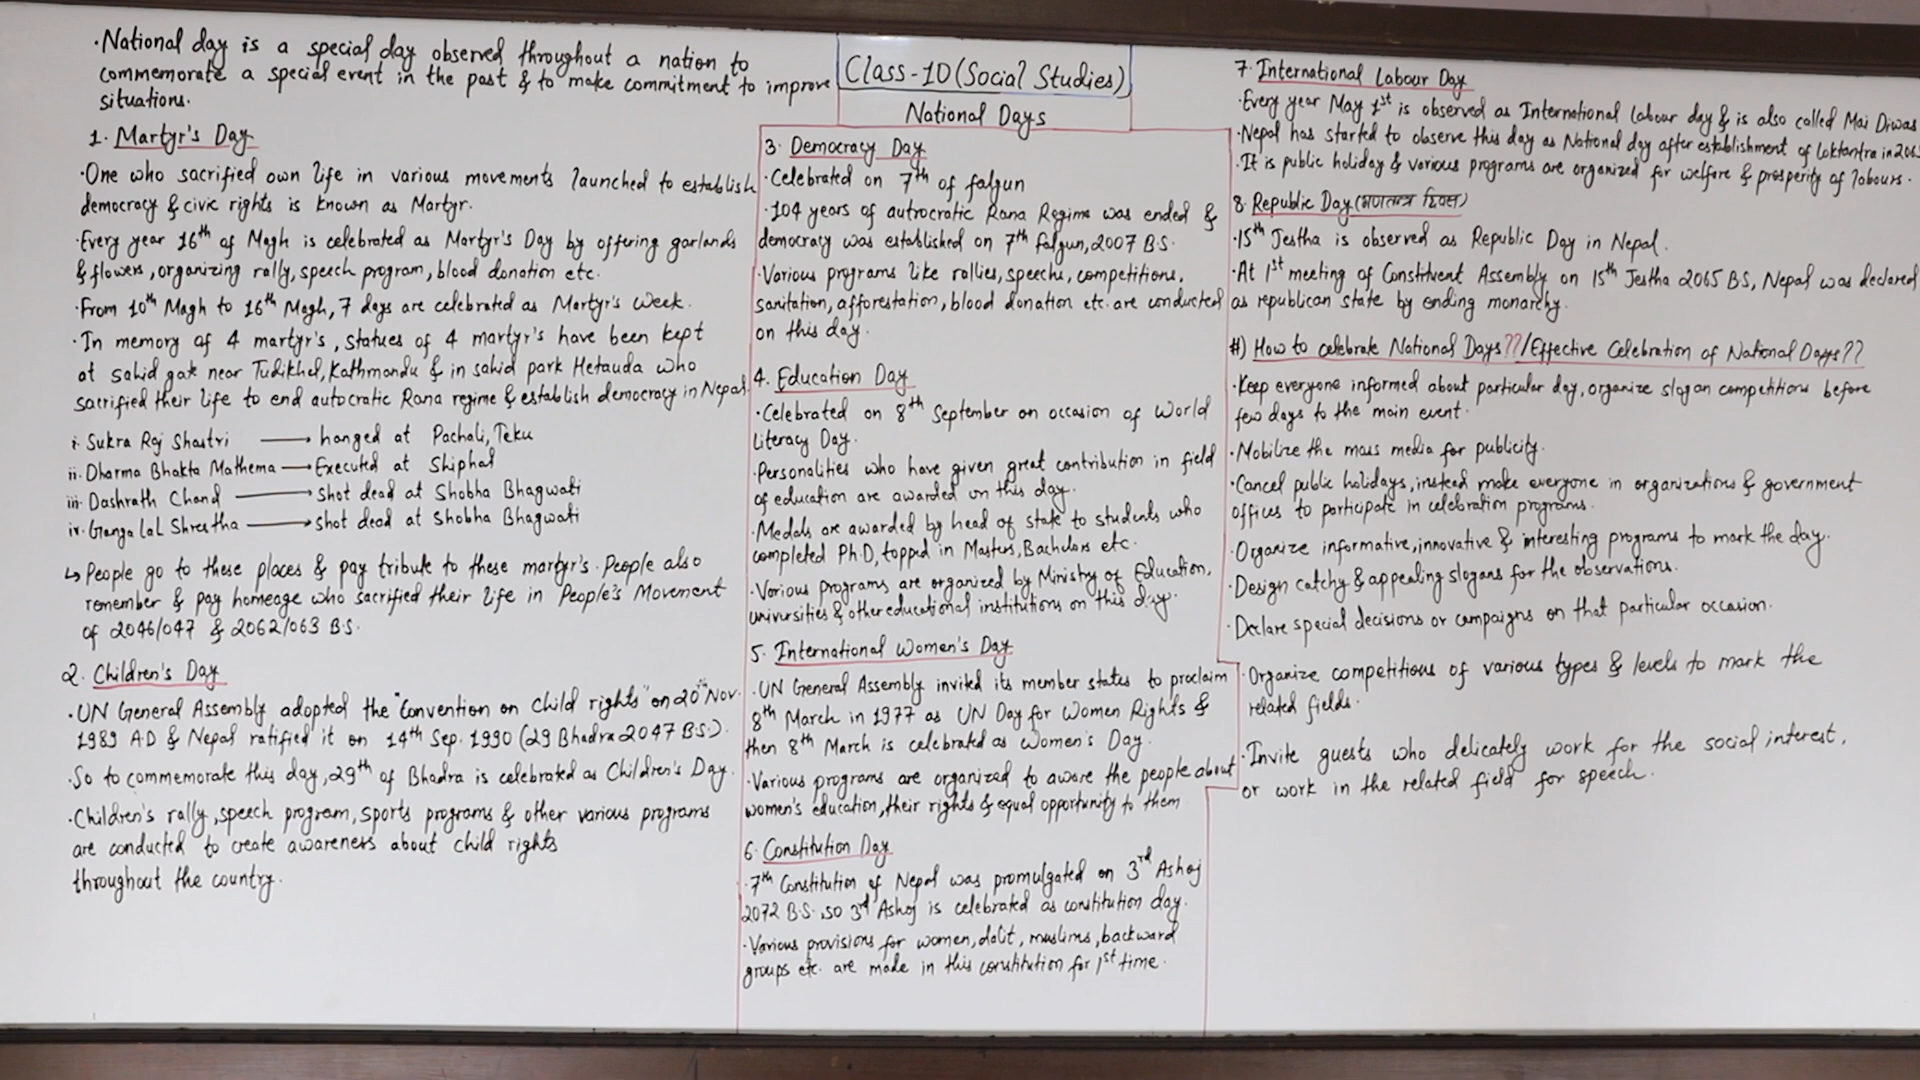 ·National day is a special day observed throughout a nation to
commemorate a special event in the past & to make commitment to improve
situations.
1. Martyr's Day
·One who sacrified own life in various movements launched to establish
democracy & civic rights is known as Martyr.
·Every year 16th of Magh is celebrated as Martyr's Day by offering garlands
& flowers, organizing rally, speech program, blood donation etc.
·From 10th Magh to 16th Magh, 7 days are celebrated as Martyr's Week.
·In memory of 4 martyr's, statues of 4 martyr's have been kept
at sahid gate near Tudikhel, Kathmandu & in sahid park Hetauda who
sacrified their life to end autocratic Rana regime & establish democracy in Nepal.
i. Sukra Raj Shastri → hanged at Pachali, Teku
ii. Dharma Bhakta Mathema → Executed at Shiphal
iii. Dashrath Chand → Shot dead at Shobha Bhagwati
iv. Ganga Lal Shrestha → shot dead at Shobha Bhagwati
↳ People go to these places & pay tribute to these martyr's. People also
remember & pay homeage who sacrified their life in People's Movement
of 2046/047 & 2062/063 B.S.
2. Children's Day
·UN General Assembly adopted the "Convention on child rights" on 20th Nov.
1989 A.D & Nepal ratified it on 14th Sep. 1990 (29 Bhadra 2047 B.S.).
·So to commemorate this day, 29th of Bhadra is celebrated as Children's Day.
·Children's rally, speech program, sports programs & other various programs
are conducted to create awareness about child rights
throughout the country.
Class-10 (Social Studies)
National Days
3. Democracy Day
·Celebrated on 7th of falgun
·104 years of autrocratic Rana Regime was ended &
democracy was established on 7th falgun, 2007 B.S.
·Various programs like rallies, speechs, competitions,
sanitation, afforestation, blood donation etc. are conducted
on this day.
4. Education Day
·Celebrated on 8th September on occasion of World
Literacy Day.
·Personalities who have given great contribution in field
of education are awarded on this day.
·Medals are awarded by head of state to students who
completed Ph.D, topped in Masters, Bachelors etc.
·Various programs are organized by Ministry of Education,
universities & other educational institutions on this day.
5. International Women's Day
·UN General Assembly invited its member states to proclaim
8th March in 1977 as UN Day for Women Rights &
then 8th March is celebrated as Women's Day.
·Various programs are organized to aware the people about
women's education, their rights & equal opportunity to them
6. Constitution Day
·7th Constitution of Nepal was promulgated on 3rd Ashoj
2072 B.S. so 3rd Ashoj is celebrated as constitution day.
·Various provisions for women, dalit, muslims, backward
groups etc. are made in this constitution for 1st time.
7. International Labour Day
·Every year May 1st is observed as International labour day & is also called Mai Diwas
·Nepal has started to observe this day as National day after establishment of Loktantra in
·It is public holiday & various programs are organized for welfare & prosperity of labours.
8. Republic Day (गणतन्त्र दिवस)
·15th Jestha is observed as Republic Day in Nepal.
·At 1st meeting of Constituent Assembly on 15th Jestha 2065 BS, Nepal was declared
as republican state by ending monarchy.
#) How to celebrate National Days??/Effective Celebration of National Days??
·Keep everyone informed about particular day, organize slogan competitions before
few days to the main event.
·Mobilize the mass media for publicity.
·Cancel public holidays, instead make everyone in organizations & government
offices to participate in celebration programs.
·Organize informative, innovative & interesting programs to mark the day.
·Design catchy & appealing slogans for the observations.
·Declare special decisions or campaigns on that particular occasion.
·Organize competitions of various types & levels to mark the
related fields.
·Invite guests who delicately work for the social interest,
or work in the related field for speech.